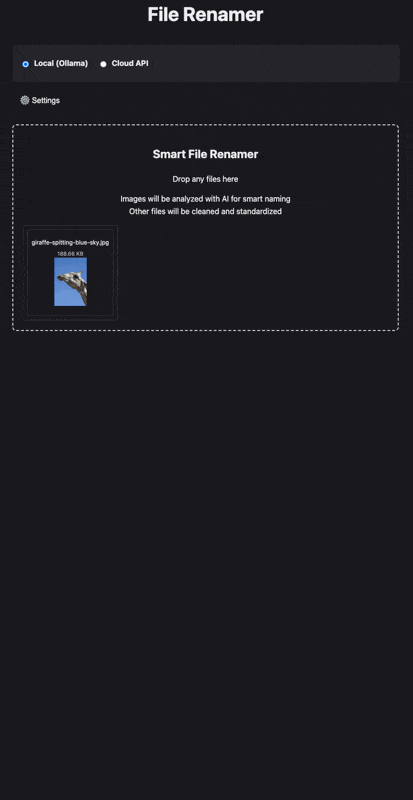 File Renamer
Local (Ollama) Cloud API
Settings
Smart File Renamer
Drop any files here
Images will be analyzed with AI for smart naming
Other files will be cleaned and standardized
giraffe-spitting-blue-sky.jpg
188.66 KB